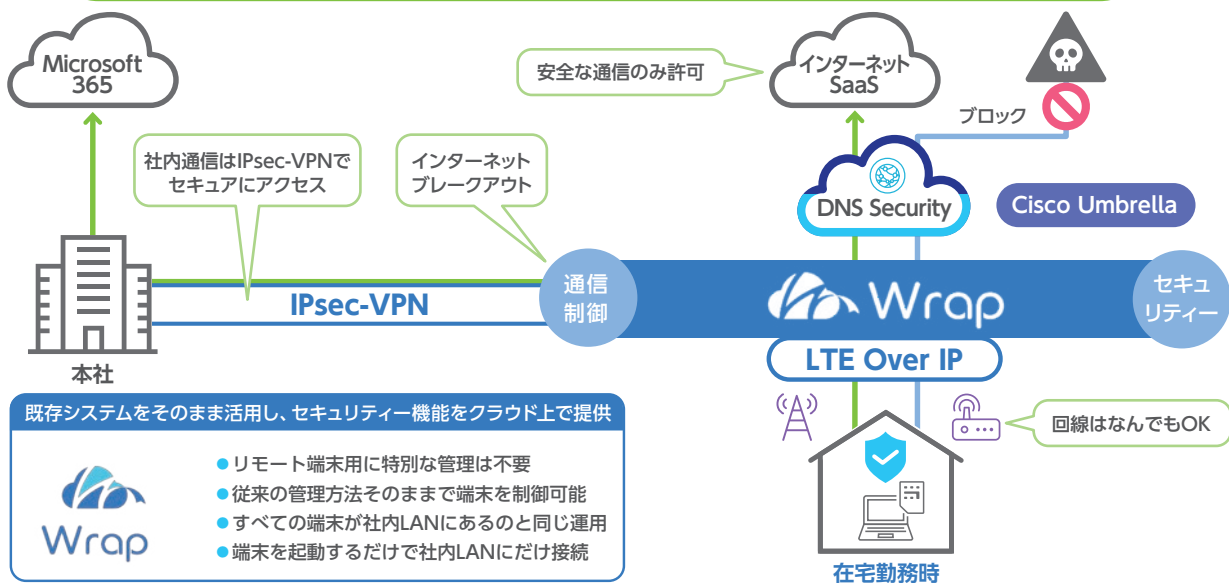 Microsoft
365
安全な通信のみ許可
インターネット
SaaS
ブロック
社内通信はIPsec-VPNで
セキュアにアクセス
インターネット
ブレークアウト
DNS Security
Cisco Umbrella
IPsec-VPN
通信
制御
Wrap
セキュ
リティー
LTE Over IP
本社
既存システムをそのまま活用し、セキュリティー機能をクラウド上で提供
Wrap
●リモート端末用に特別な管理は不要
●従来の管理方法そのままで端末を制御可能
●すべての端末が社内LANにあるのと同じ運用
●端末を起動するだけで社内LANにだけ接続
回線はなんでもOK
在宅勤務時